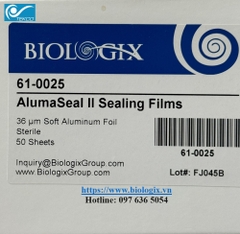 BIOLOGIX
61-0025
AlumaSeal II Sealing Films
36 µm Soft Aluminum Foil
Sterile
50 Sheets
61-0025
Inquiry@BiologixGroup.com
www.BiologixGroup.com
Lot#: FJ045B
https://www.biologix.vn
Hotline: 097 636 5054